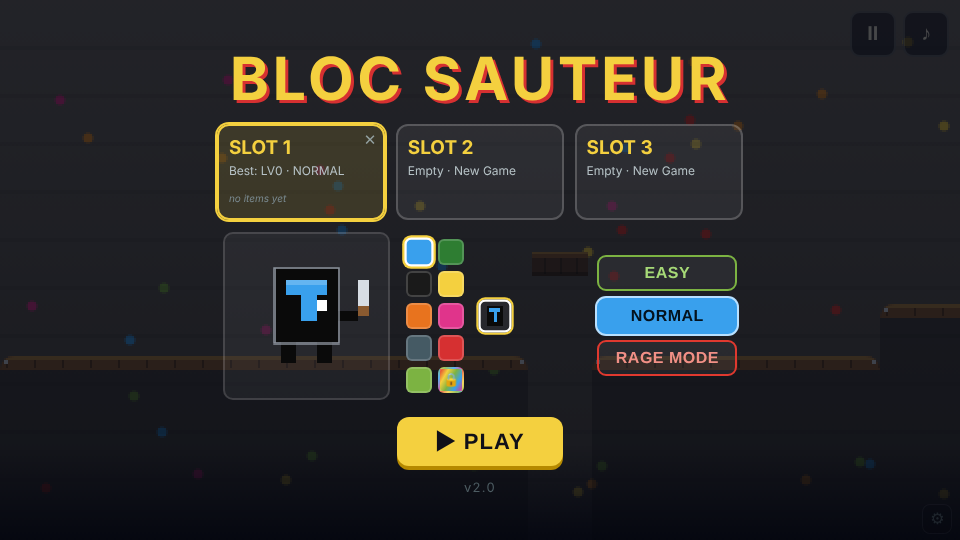 BLOC SAUTEUR
SLOT 1
Best: LV0 · NORMAL
no items yet
SLOT 2
Empty · New Game
SLOT 3
Empty · New Game
T
T
EASY
NORMAL
RAGE MODE
PLAY
v2.0